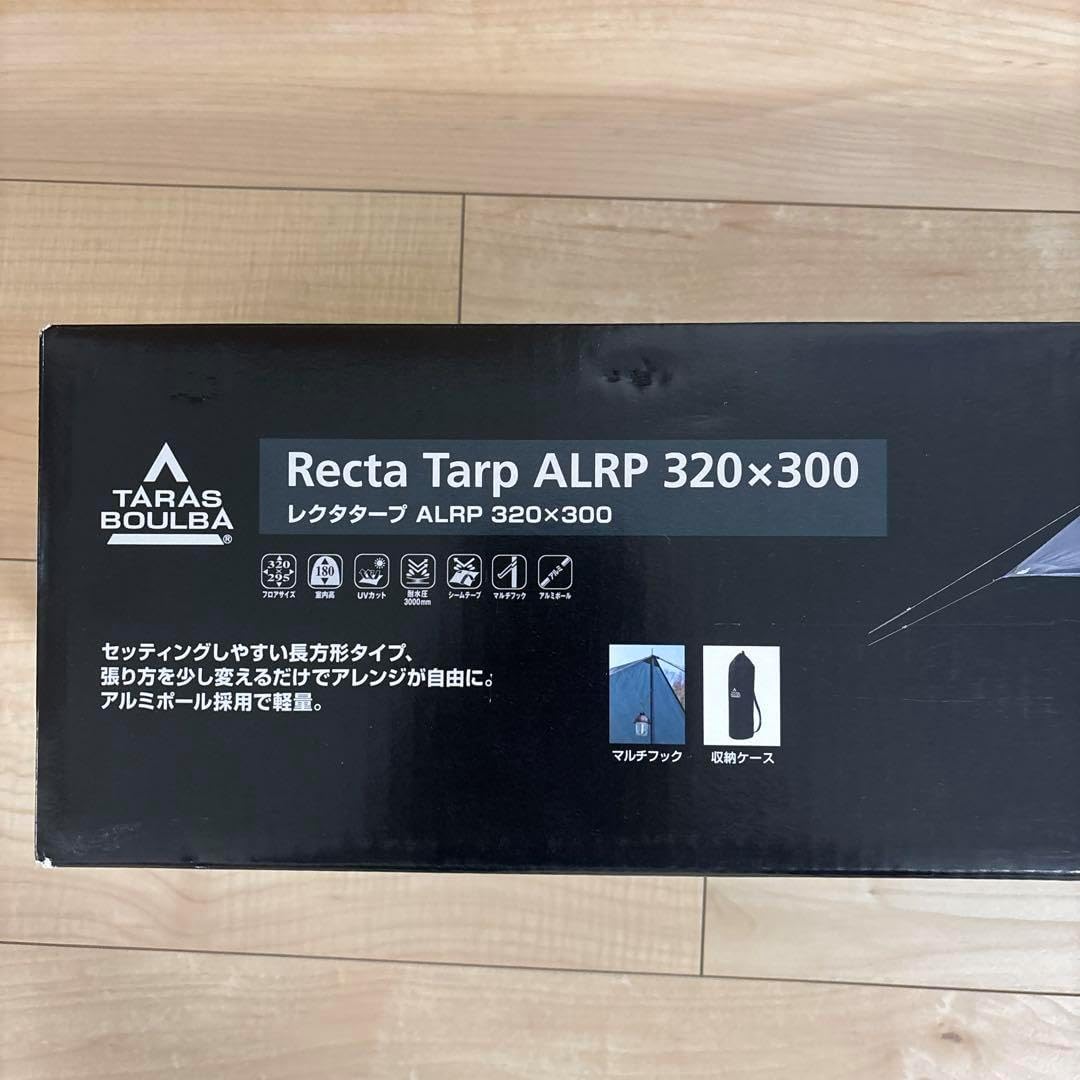 TARAS
BOULBA
®
Recta Tarp ALRP 320×300
レクタタープ ALRP 320×300
320
×
295
フロアサイズ
180
室内高
UVカット
耐水圧
3000mm
シームテープ
マルチフック
アルミ
アルミポール
セッティングしやすい長方形タイプ、
張り方を少し変えるだけでアレンジが自由に。
アルミポール採用で軽量。
マルチフック
収納ケース